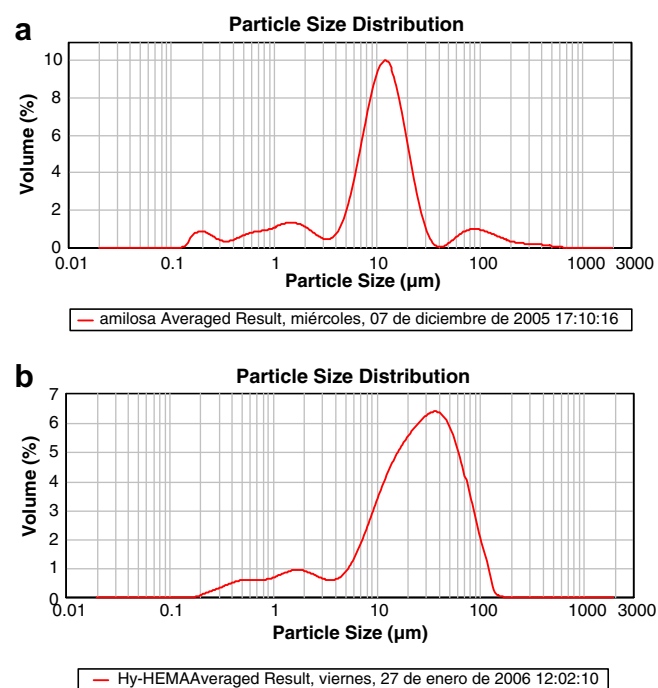 a
Particle Size Distribution
Volume (%)
10
8
6
4
2
0
0.01 0.1 1 10 100 1000 3000
Particle Size (µm)
amilosa Averaged Result, miércoles, 07 de diciembre de 2005 17:10:16
b
Particle Size Distribution
Volume (%)
7
6
5
4
3
2
1
0
0.01 0.1 1 10 100 1000 3000
Particle Size (µm)
Hy-HEMAAveraged Result, viernes, 27 de enero de 2006 12:02:10